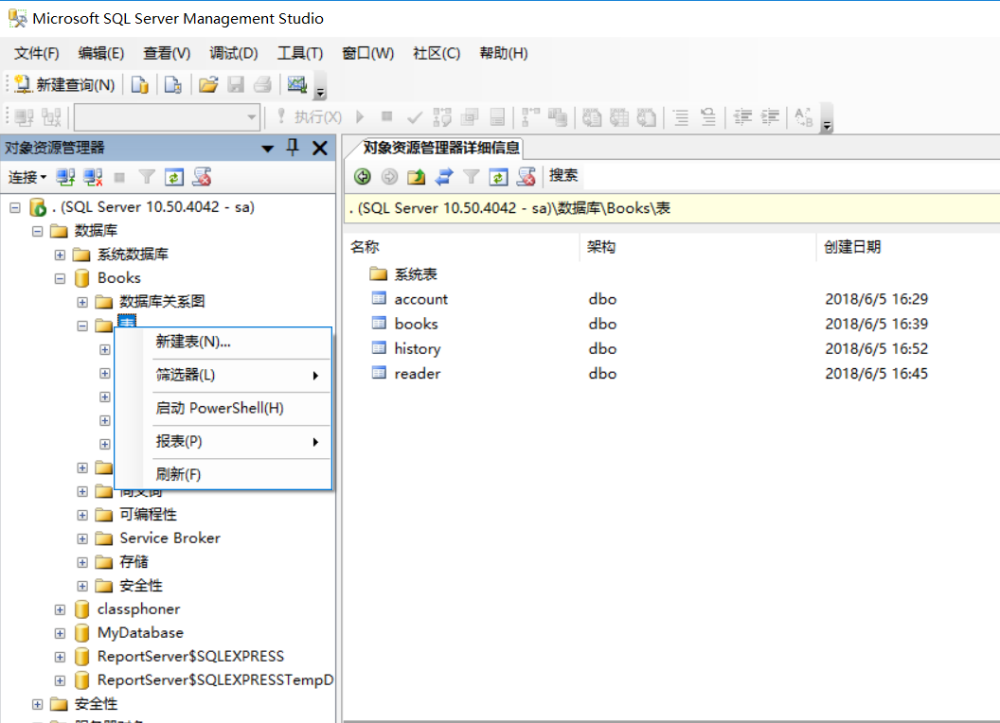 Microsoft SQL Server Management Studio
文件(F) 编辑(E) 查看(V) 调试(D) 工具(T) 窗口(W) 社区(C) 帮助(H)
新建查询(N)
执行(X)
对象资源管理器
连接
. (SQL Server 10.50.4042 - sa)
数据库
系统数据库
Books
数据库关系图
表
新建表(N)...
筛选器(L)
启动 PowerShell(H)
报表(P)
刷新(F)
同义词
可编程性
Service Broker
存储
安全性
classphoner
MyDatabase
ReportServer$SQLEXPRESS
ReportServer$SQLEXPRESSTempD
安全性
对象资源管理器详细信息
搜索
. (SQL Server 10.50.4042 - sa)\数据库\Books\表
名称 架构 创建日期
系统表
account dbo 2018/6/5 16:29
books dbo 2018/6/5 16:39
history dbo 2018/6/5 16:52
reader dbo 2018/6/5 16:45